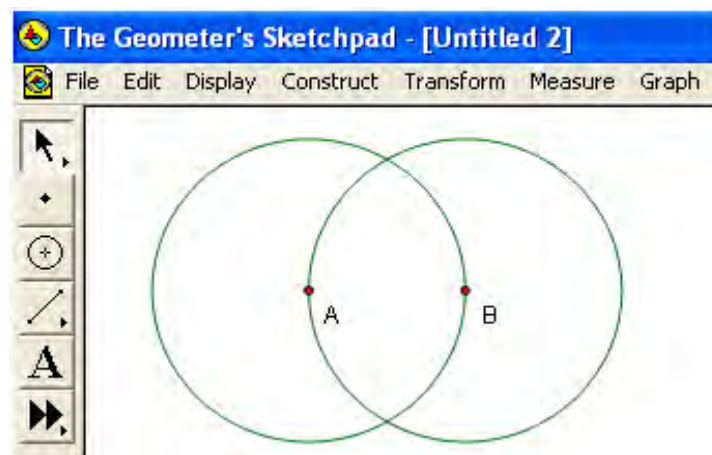 The Geometer's Sketchpad - [Untitled 2]
File Edit Display Construct Transform Measure Graph
A B
A